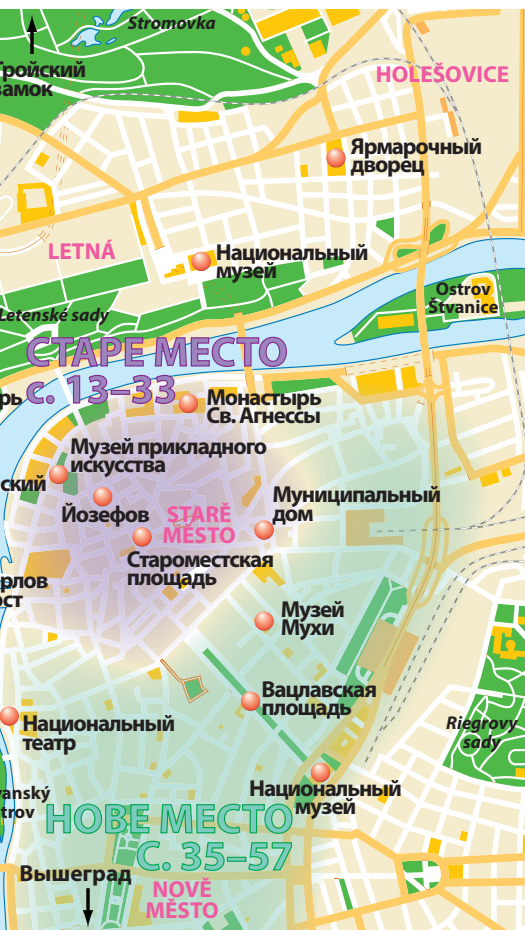 Stromovka
Тройский
замок
HOLEŠOVICE
Ярмарочный
дворец
LETNÁ
Национальный
музей
Ostrov
Štvanice
Letenské sady
СТАРЕ МЕСТО
с. 13–33
Монастырь
Св. Агнессы
Музей прикладного
искусства
Йозефов
STARĚ
MĚSTO
Муниципальный
дом
Староместская
площадь
Музей
Мухи
Вацлавская
площадь
Национальный
театр
Riegrovy
sady
Национальный
музей
НОВЕ МЕСТО
С. 35–57
Вышеград
NOVĚ
MĚSTO